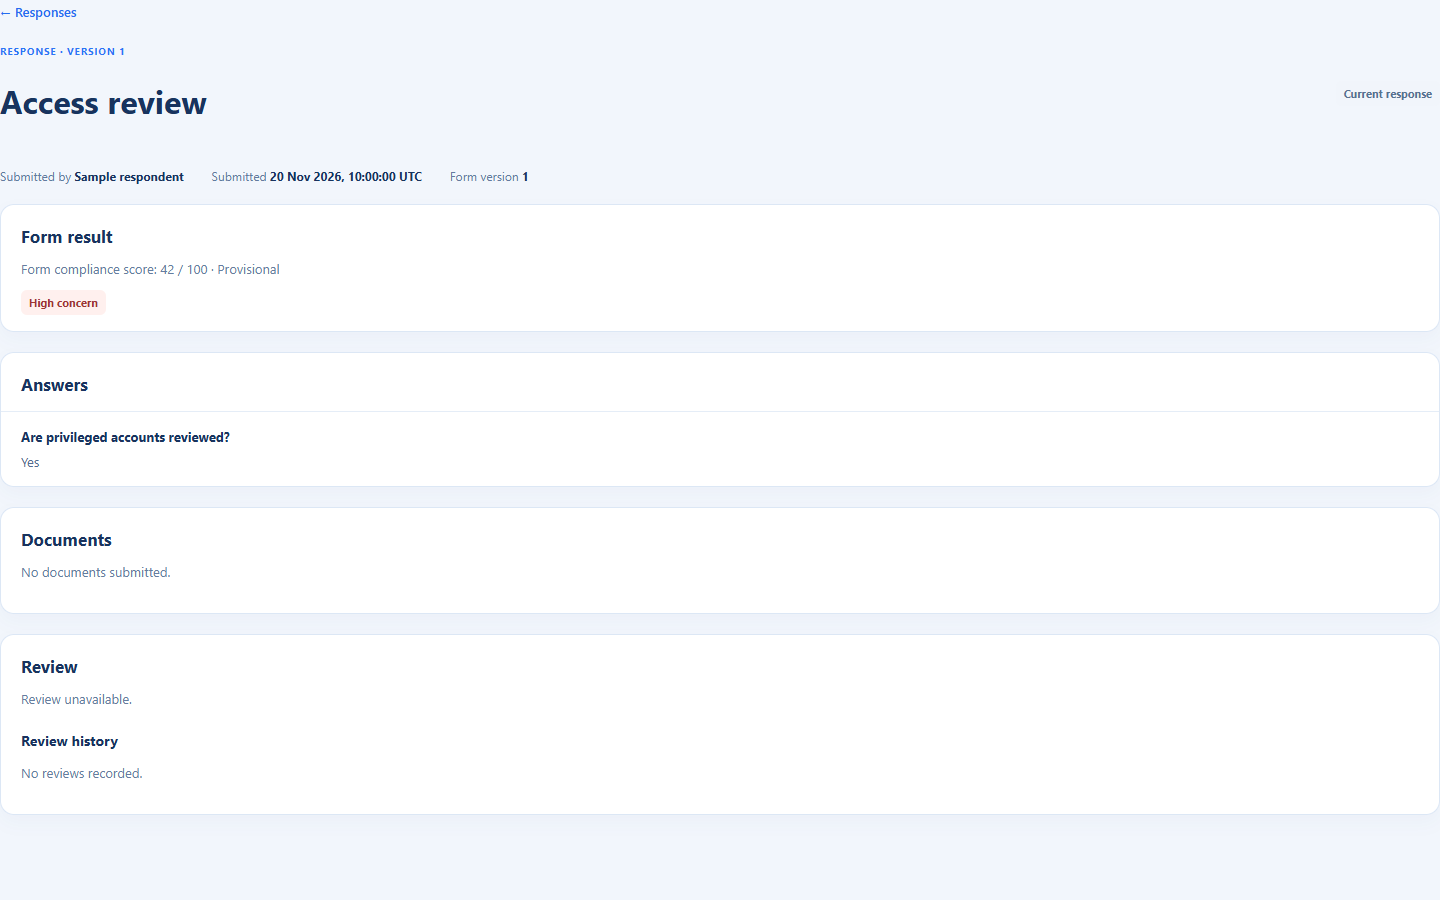 ← Responses
RESPONSE · VERSION 1
Access review
Current response
Submitted by Sample respondent Submitted 20 Nov 2026, 10:00:00 UTC Form version 1
Form result
Form compliance score: 42 / 100 · Provisional
High concern
Answers
Are privileged accounts reviewed?
Yes
Documents
No documents submitted.
Review
Review unavailable.
Review history
No reviews recorded.